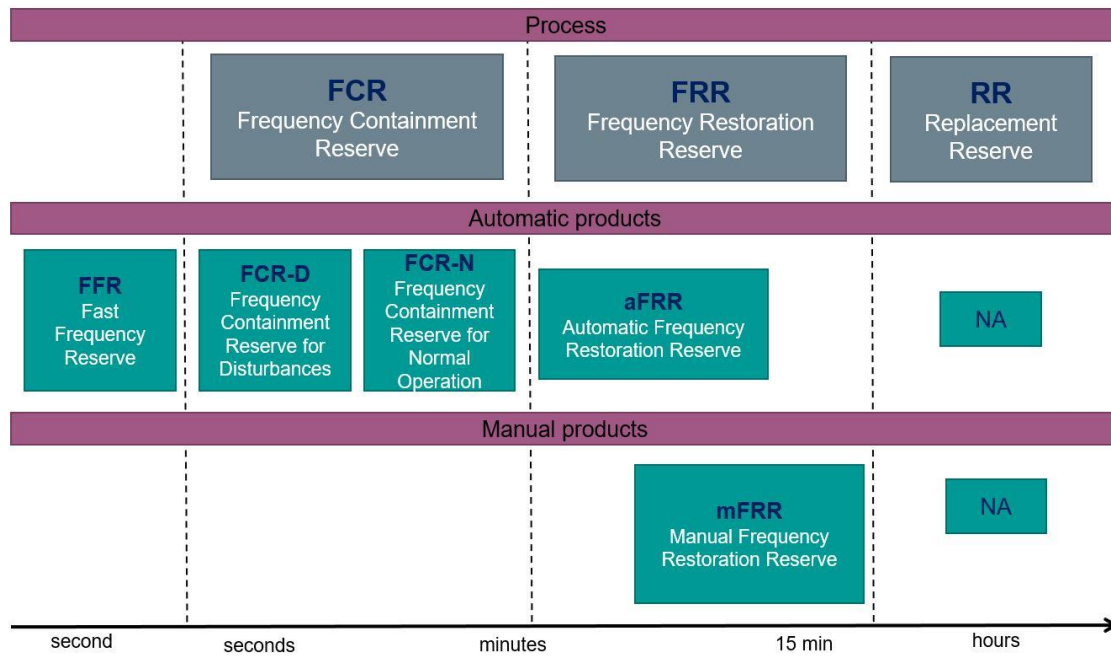 Process
FCR
Frequency Containment
Reserve
FRR
Frequency Restoration
Reserve
RR
Replacement
Reserve
Automatic products
FFR
Fast
Frequency
Reserve
FCR-D
Frequency
Containment
Reserve for
Disturbances
FCR-N
Frequency
Containment
Reserve for
Normal
Operation
aFRR
Automatic Frequency
Restoration Reserve
NA
Manual products
mFRR
Manual Frequency
Restoration Reserve
NA
second
seconds
minutes
15 min
hours